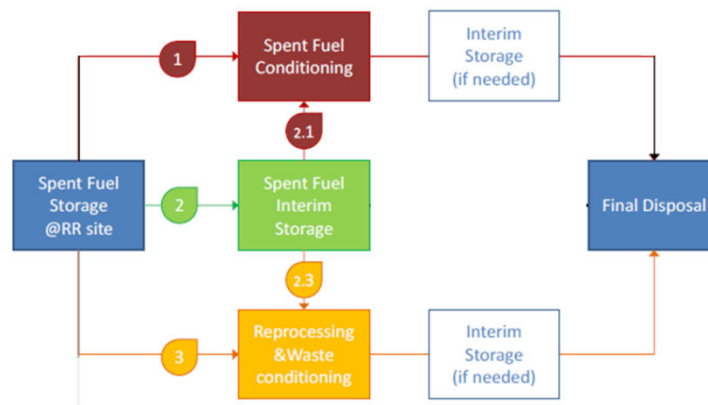 1
Spent Fuel
Conditioning
Interim
Storage
(if needed)
2.1
Spent Fuel
Storage
@RR site
2
Spent Fuel
Interim
Storage
Final Disposal
2.3
3
Reprocessing
&Waste
conditioning
Interim
Storage
(if needed)